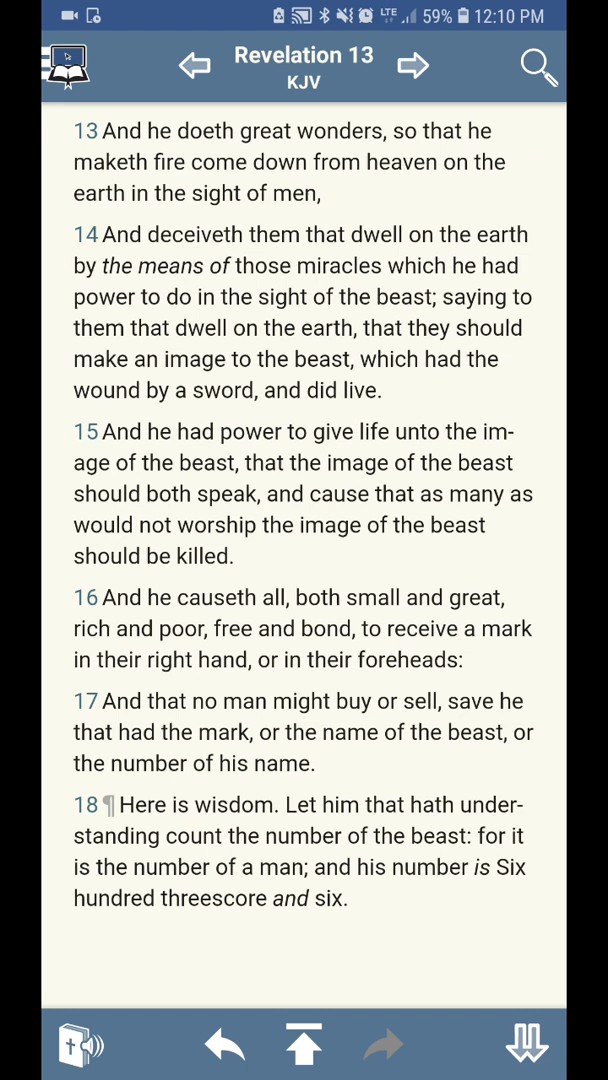 LTE 59% 12:10 PM
Revelation 13
KJV
13 And he doeth great wonders, so that he
maketh fire come down from heaven on the
earth in the sight of men,
14 And deceiveth them that dwell on the earth
by the means of those miracles which he had
power to do in the sight of the beast; saying to
them that dwell on the earth, that they should
make an image to the beast, which had the
wound by a sword, and did live.
15 And he had power to give life unto the im-
age of the beast, that the image of the beast
should both speak, and cause that as many as
would not worship the image of the beast
should be killed.
16 And he causeth all, both small and great,
rich and poor, free and bond, to receive a mark
in their right hand, or in their foreheads:
17 And that no man might buy or sell, save he
that had the mark, or the name of the beast, or
the number of his name.
18 ¶ Here is wisdom. Let him that hath under-
standing count the number of the beast: for it
is the number of a man; and his number is Six
hundred threescore and six.